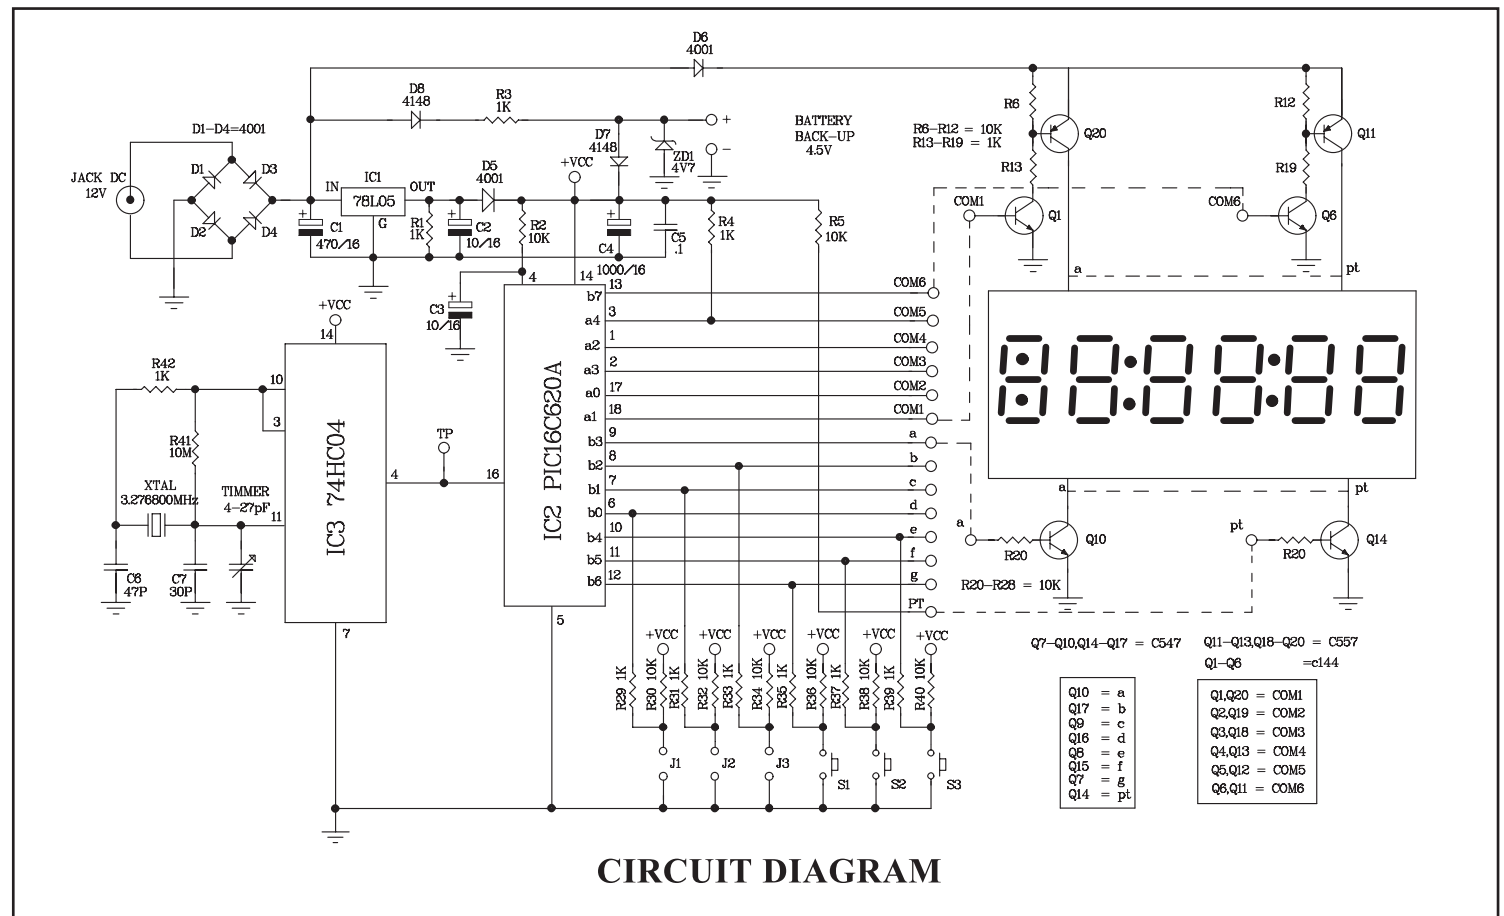 D6
4001
D8
4148
R3
1K
D1-D4=4001
D7
4148
+
-
ZD1
4V7
BATTERY
BACK-UP
4.5V
R6
R6-R12 = 10K
R13-R19 = 1K
R13
Q20
R12
Q11
R19
JACK DC
12V
D1
D3
D2
D4
IC1
IN
78L05
OUT
G
D5
4001
+VCC
+
C1
470/16
R1
1K
+
C2
10/16
R2
10K
+
C4
1000/16
C5
.1
R4
1K
R5
10K
COM1
Q1
COM6
Q6
a
pt
+
C3
10/16
4
14
IC2 PIC16C620A
b7
13
COM6
a4
3
COM5
a2
1
COM4
a3
2
COM3
a0
17
COM2
a1
18
COM1
b3
9
a
b2
8
b
b1
7
c
b0
6
d
b4
10
e
b5
11
f
b6
12
g
PT
16
5
+VCC
14
IC3 74HC04
10
3
11
4
7
TP
R42
1K
R41
10M
XTAL
3.276800MHz
TIMMER
4-27pF
C6
47P
C7
30P
a
pt
a
R20
Q10
pt
R20
Q14
R20-R28 = 10K
+VCC
+VCC
+VCC
+VCC
+VCC
+VCC
R29 1K
R30 10K
R31 1K
R32 10K
R33 1K
R34 10K
R35 1K
R36 10K
R37 1K
R38 10K
R39 1K
R40 10K
J1
J2
J3
S1
S2
S3
Q7-Q10,Q14-Q17 = C547
Q11-Q13,Q18-Q20 = C557
Q1-Q6 =c144
Q10 = a
Q17 = b
Q9 = c
Q16 = d
Q8 = e
Q15 = f
Q7 = g
Q14 = pt
Q1,Q20 = COM1
Q2,Q19 = COM2
Q3,Q18 = COM3
Q4,Q13 = COM4
Q5,Q12 = COM5
Q6,Q11 = COM6
CIRCUIT DIAGRAM